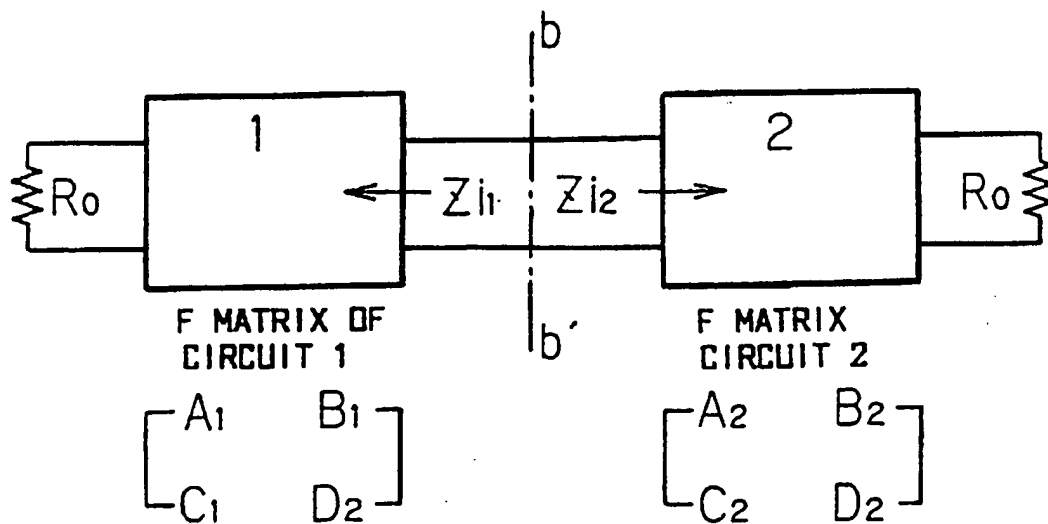 b
1
2
Ro
Zi1
Zi2
Ro
b'
F MATRIX OF
CIRCUIT 1
F MATRIX
CIRCUIT 2
A1 B1
C1 D2
A2 B2
C2 D2